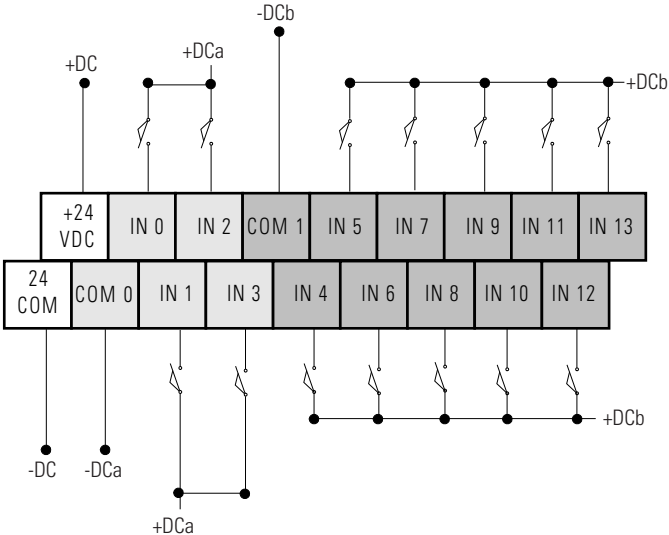 -DCb
+DC
+DCa
+DCb
+24 VDC
IN 0
IN 2
COM 1
IN 5
IN 7
IN 9
IN 11
IN 13
24 COM
COM 0
IN 1
IN 3
IN 4
IN 6
IN 8
IN 10
IN 12
+DCb
-DC
-DCa
+DCa